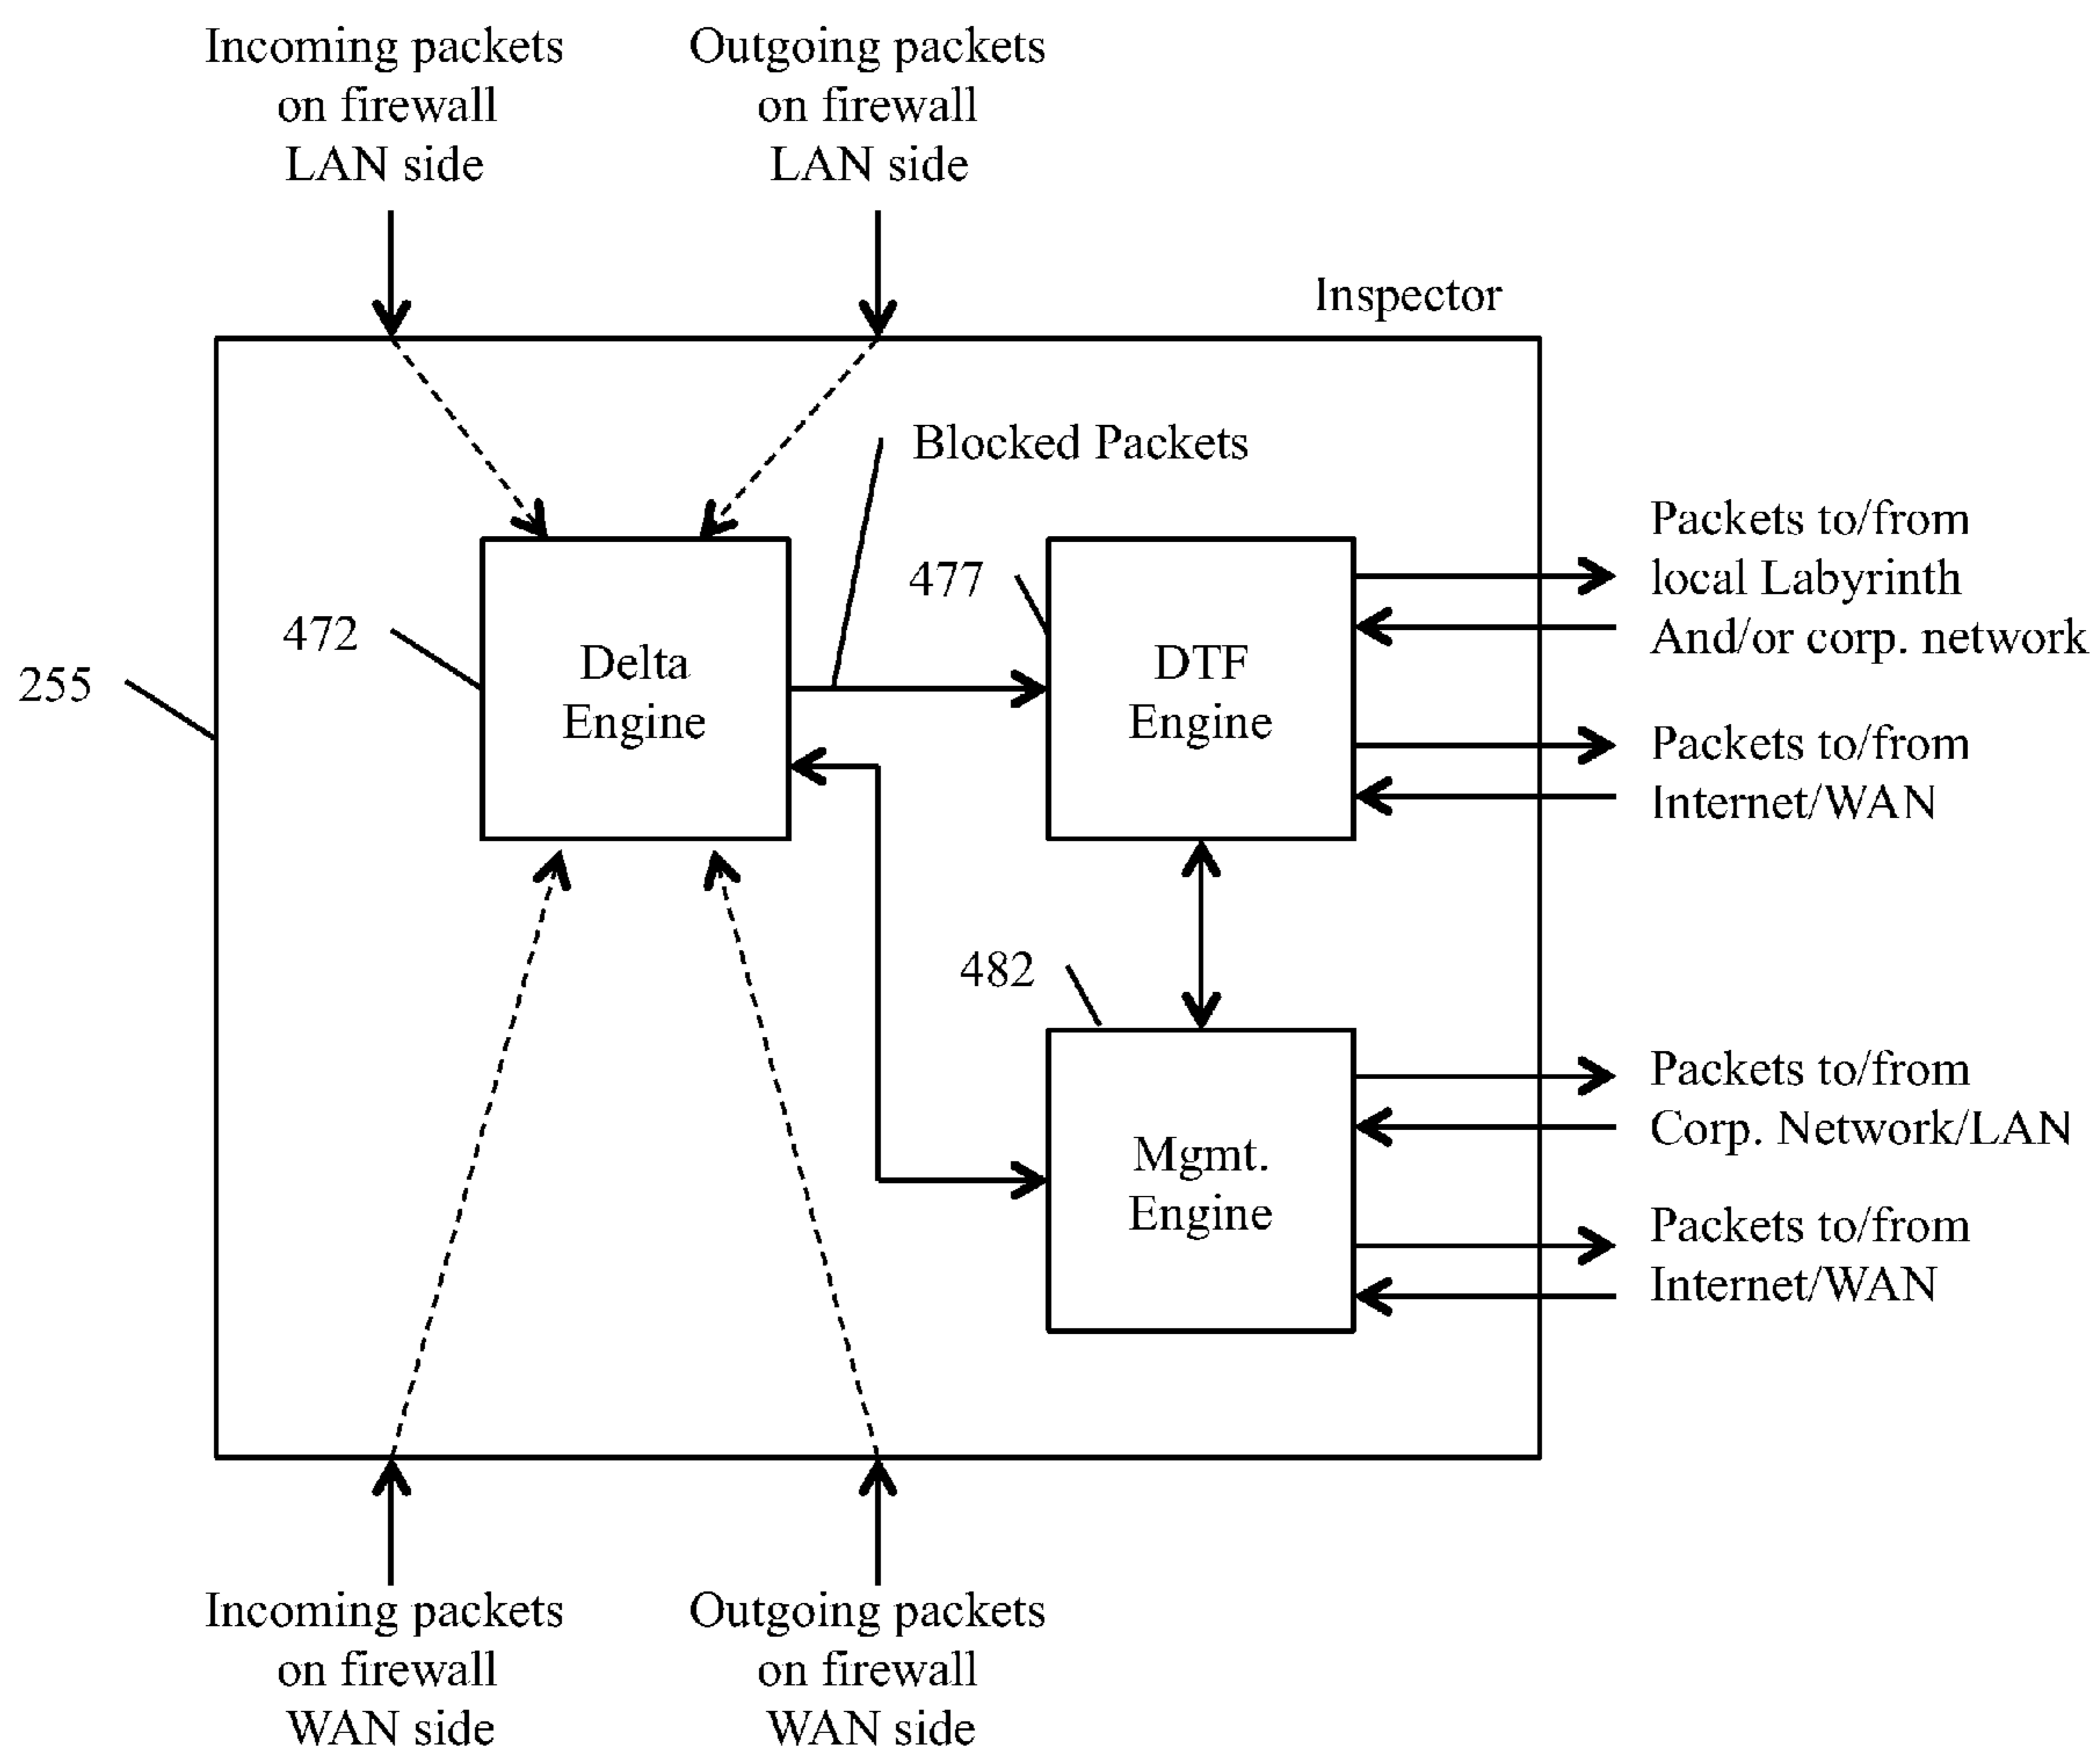 Incoming packets
on firewall
LAN side
Outgoing packets
on firewall
LAN side
Inspector
Blocked Packets
Packets to/from
local Labyrinth
And/or corp. network
477
472
255
Delta
Engine
DTF
Engine
Packets to/from
Internet/WAN
482
Packets to/from
Corp. Network/LAN
Mgmt.
Engine
Packets to/from
Internet/WAN
Incoming packets
on firewall
WAN side
Outgoing packets
on firewall
WAN side